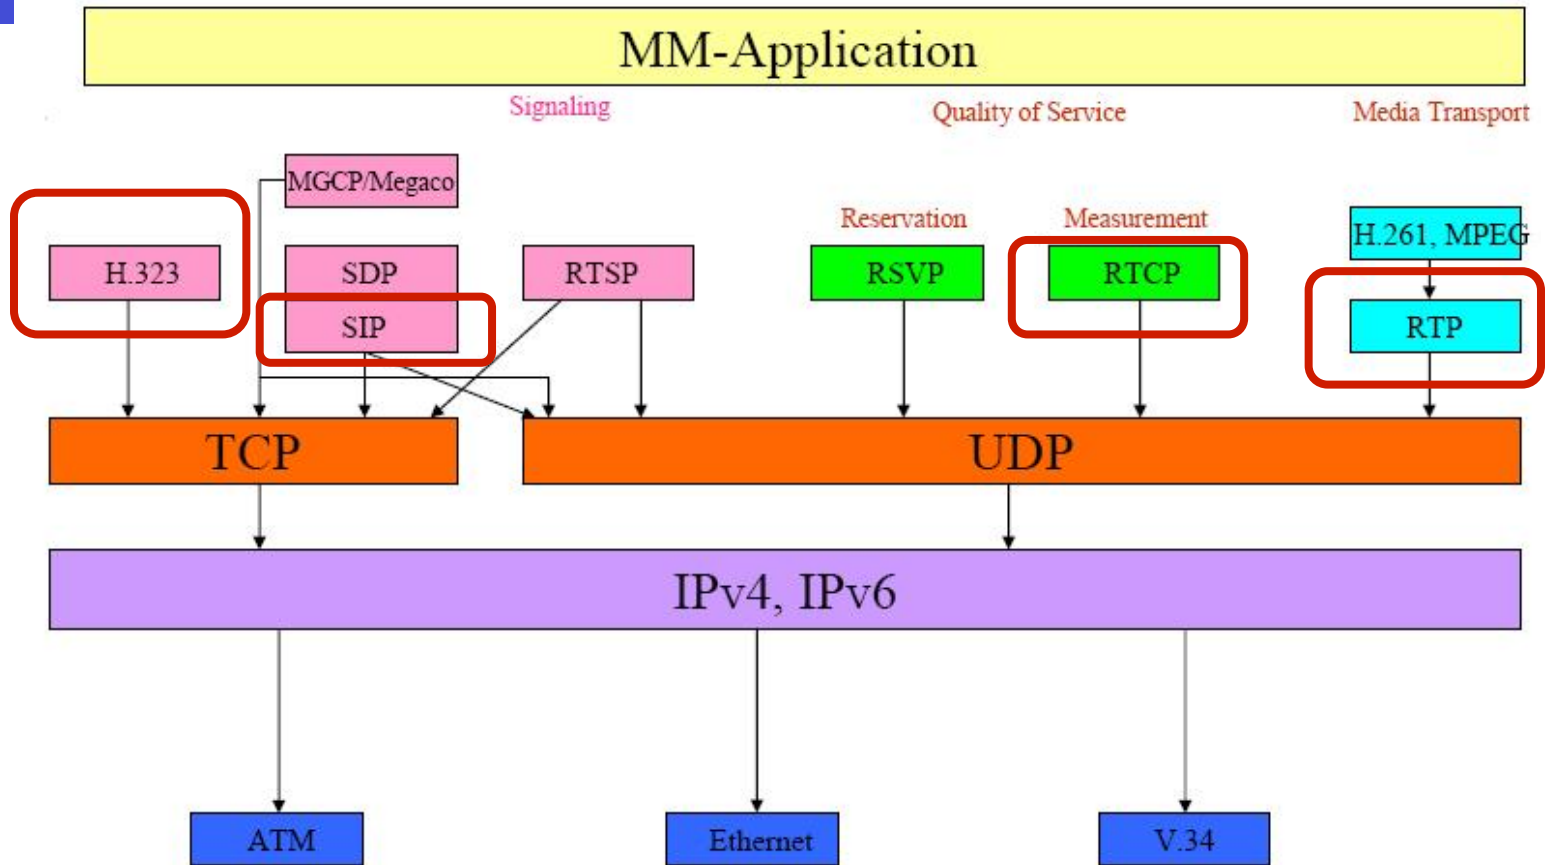 MM-Application
Signaling
Quality of Service
Media Transport
MGCP/Megaco
Reservation
Measurement
H.261, MPEG
H.323
SDP
RTSP
RSVP
RTCP
SIP
RTP
TCP
UDP
IPv4, IPv6
ATM
Ethernet
V.34